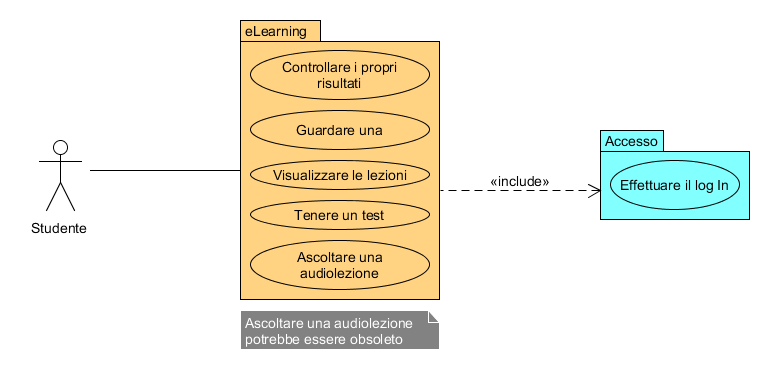 eLearning
Controllare i propri
risultati
Guardare una
Visualizzare le lezioni
Tenere un test
Ascoltare una
audiolezione
Studente
«include»
Accesso
Effettuare il log In
Ascoltare una audiolezione
potrebbe essere obsoleto